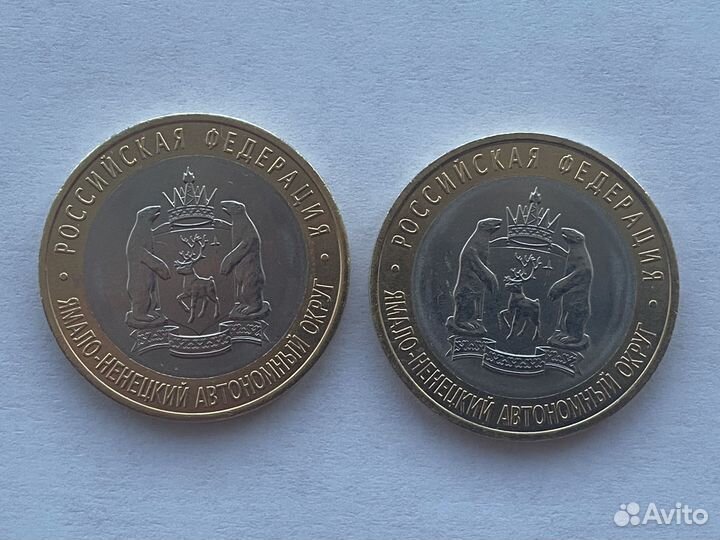 РОССИЙСКАЯ ФЕДЕРАЦИЯ
ЯМАЛО-НЕНЕЦКИЙ АВТОНОМНЫЙ ОКРУГ
РОССИЙСКАЯ ФЕДЕРАЦИЯ
ЯМАЛО-НЕНЕЦКИЙ АВТОНОМНЫЙ ОКРУГ
Avito